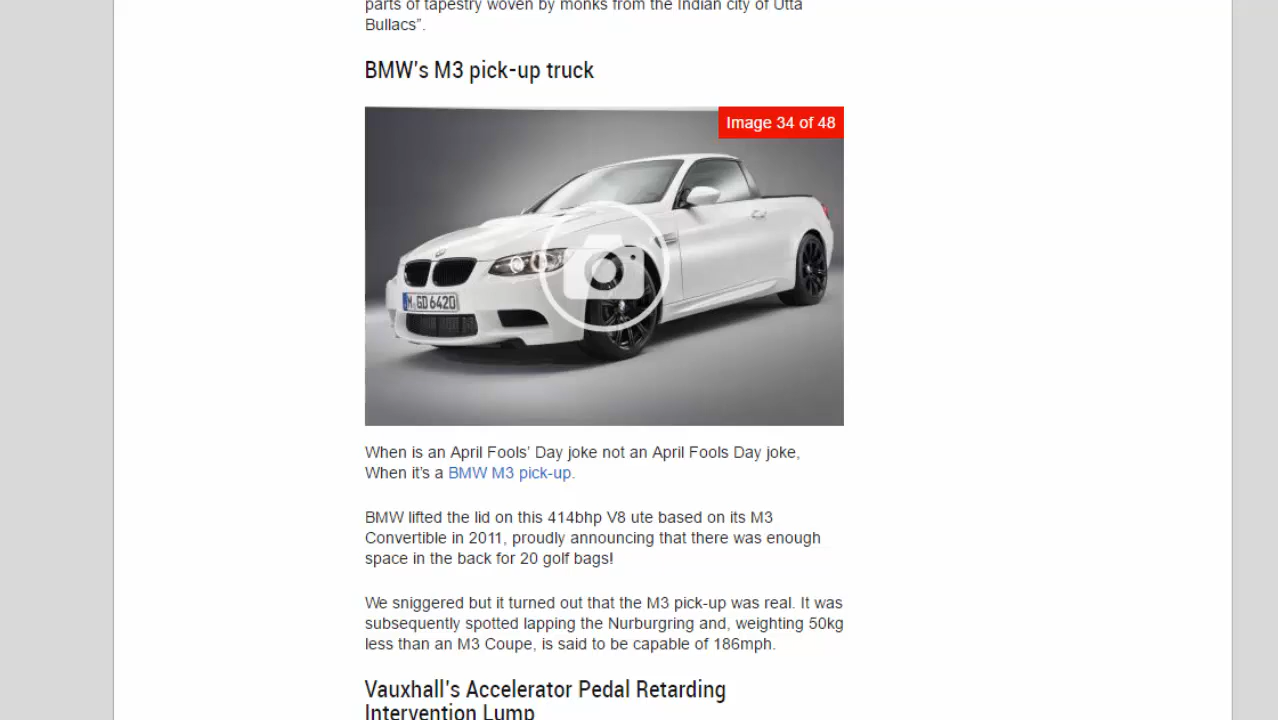 parts of tapestry woven by monks from the Indian city of Utta
Bullacs”.
BMW’s M3 pick-up truck
Image 34 of 48
M GD 6420
When is an April Fools’ Day joke not an April Fools Day joke,
When it’s a BMW M3 pick-up.
BMW lifted the lid on this 414bhp V8 ute based on its M3
Convertible in 2011, proudly announcing that there was enough
space in the back for 20 golf bags!
We sniggered but it turned out that the M3 pick-up was real. It was
subsequently spotted lapping the Nurburgring and, weighting 50kg
less than an M3 Coupe, is said to be capable of 186mph.
Vauxhall’s Accelerator Pedal Retarding
Intervention Lump